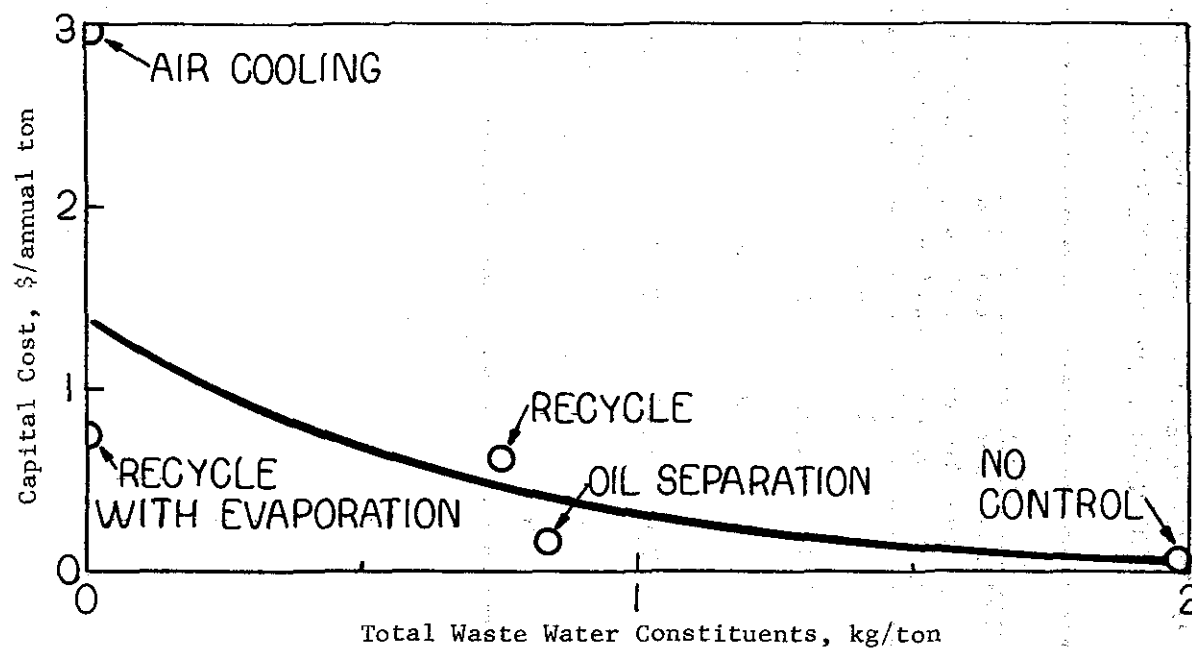 3
AIR COOLING
2
Capital Cost, $/annual ton
1
RECYCLE
RECYCLE
WITH EVAPORATION
OIL SEPARATION
NO
CONTROL
0
0
1
2
Total Waste Water Constituents, kg/ton